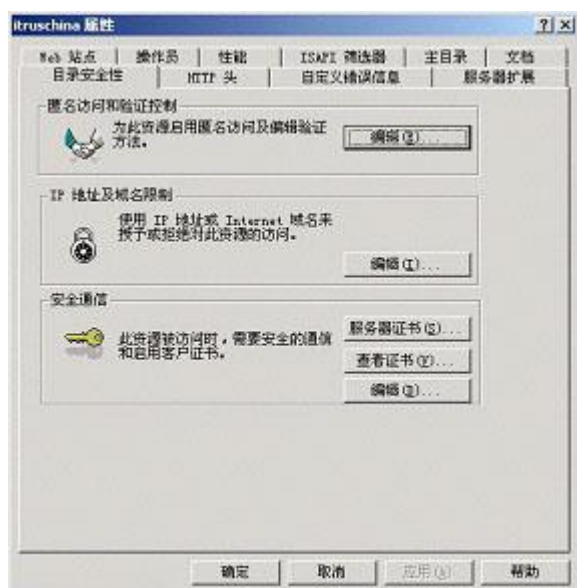 itruschina 属性
Web 站点 操作员 性能 ISAPI 筛选器 主目录 文档
目录安全性 HTTP 头 自定义错误信息 服务器扩展
匿名访问和验证控制
为此资源启用匿名访问及编辑验证
方法。
编辑(E)...
IP 地址及域名限制
使用 IP 地址或 Internet 域名来
授予或拒绝对此资源的访问。
编辑(I)...
安全通信
此资源被访问时，需要安全的通信
和启用客户证书。
服务器证书(S)...
查看证书(V)...
编辑(D)...
确定 取消 应用(A) 帮助